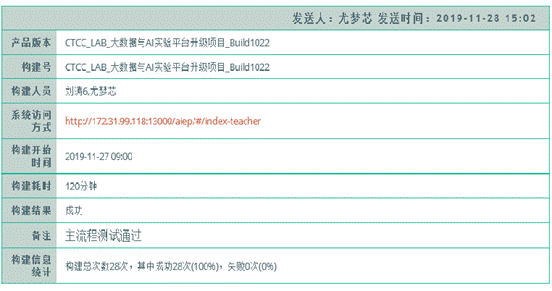 发送人：尤梦芯 发送时间：2019-11-28 15:02
产品版本 CTCC_LAB_大数据与AI实验平台升级项目_Build1022
构建号 CTCC_LAB_大数据与AI实验平台升级项目_Build1022
构建人员 刘涛6,尤梦芯
系统访问
方式 http://172.31.99.118:13000/aiep/#/index-teacher
构建开始
时间 2019-11-27 09:00
构建耗时 120分钟
构建结果 成功
备注 主流程测试通过
构建信息
统计 构建总次数28次，其中成功28次(100%)，失败0次(0%)